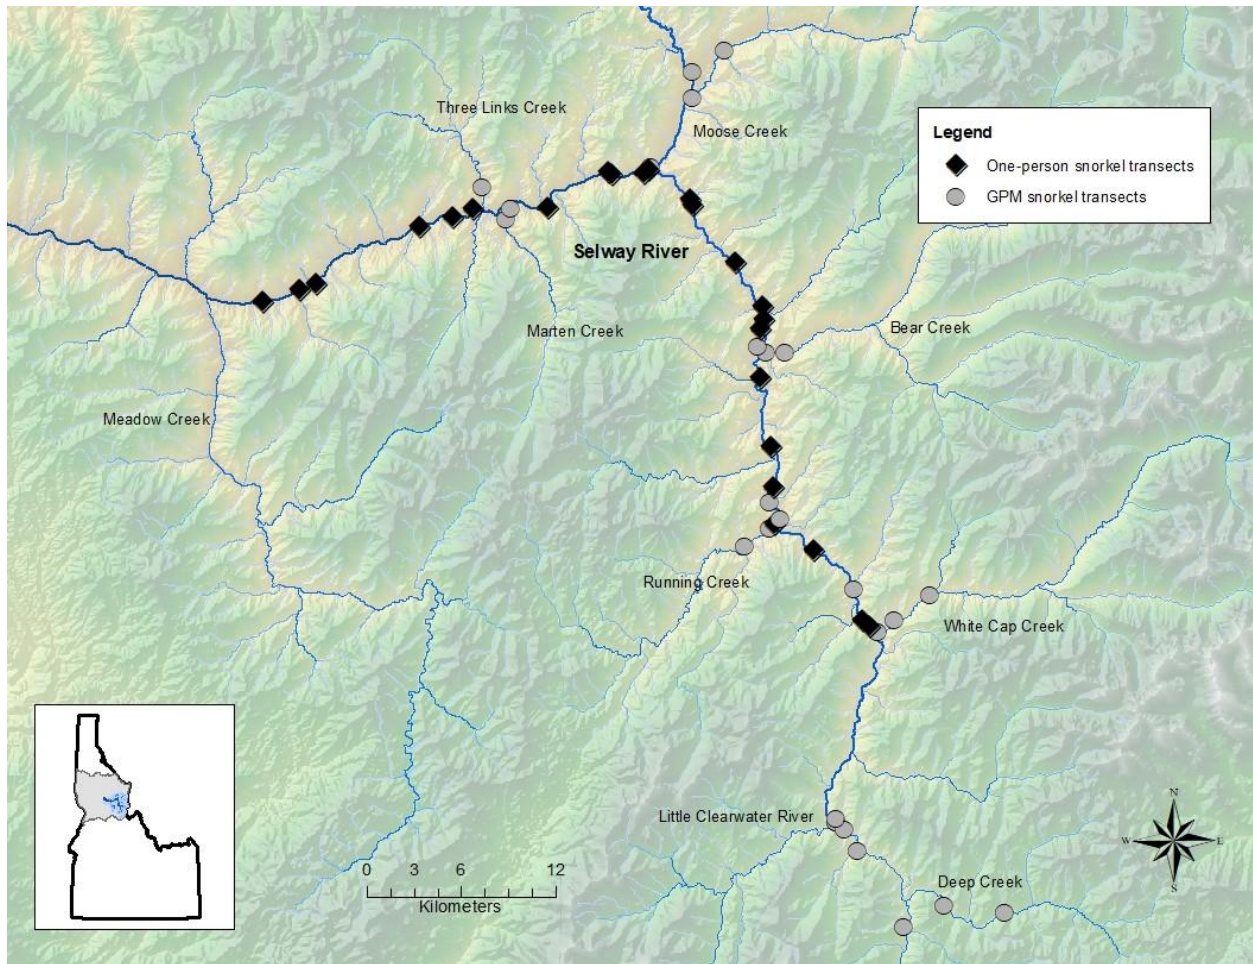 Three Links Creek
Moose Creek
Legend
One-person snorkel transects
GPM snorkel transects
Selway River
Marten Creek
Bear Creek
Meadow Creek
Running Creek
White Cap Creek
Little Clearwater River
Deep Creek
0 3 6 12
Kilometers
N
W E
S